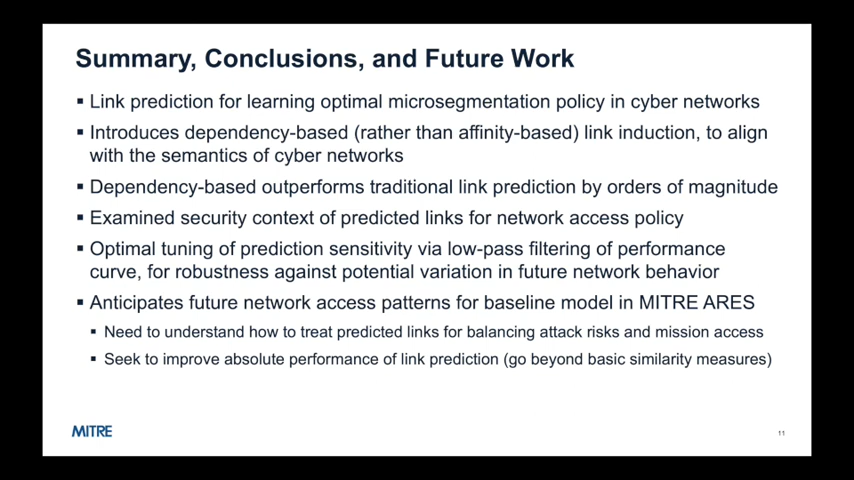 Summary, Conclusions, and Future Work
▪ Link prediction for learning optimal microsegmentation policy in cyber networks
▪ Introduces dependency-based (rather than affinity-based) link induction, to align
with the semantics of cyber networks
▪ Dependency-based outperforms traditional link prediction by orders of magnitude
▪ Examined security context of predicted links for network access policy
▪ Optimal tuning of prediction sensitivity via low-pass filtering of performance
curve, for robustness against potential variation in future network behavior
▪ Anticipates future network access patterns for baseline model in MITRE ARES
▪ Need to understand how to treat predicted links for balancing attack risks and mission access
▪ Seek to improve absolute performance of link prediction (go beyond basic similarity measures)
MITRE
11